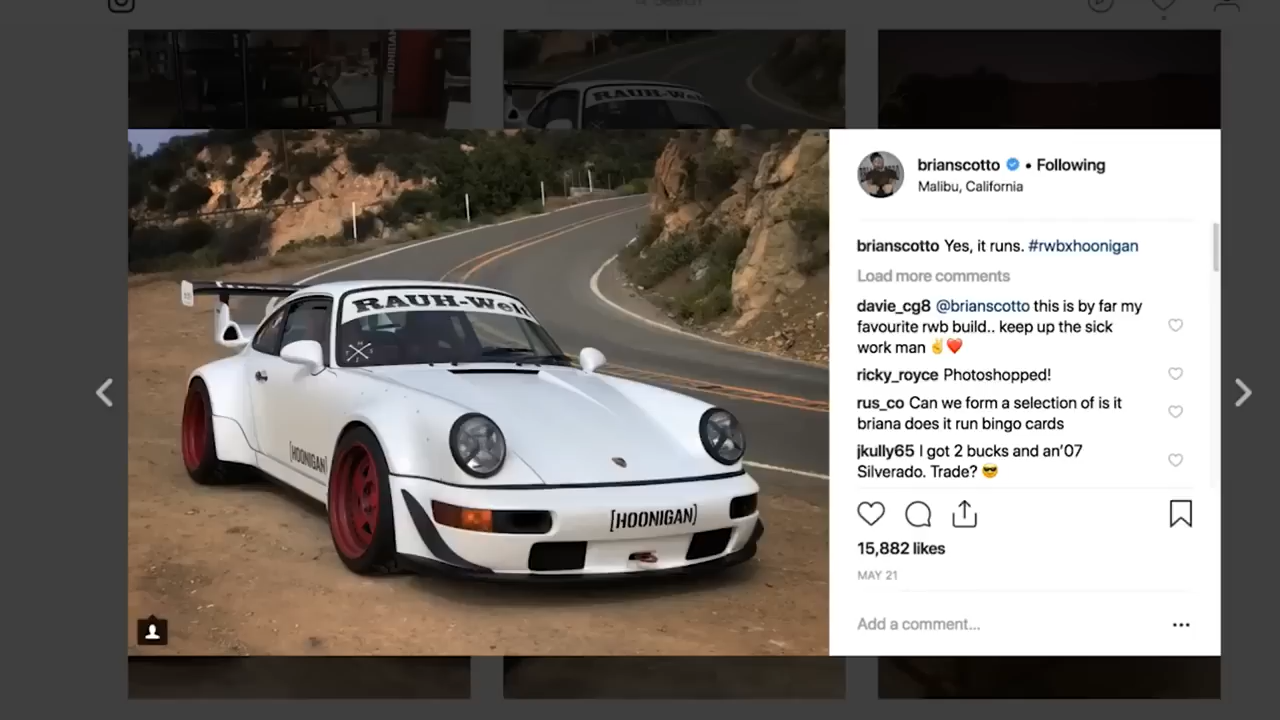 Search
RAUH-Welt
RAUH-Welt
[HOONIGAN]
[HOONIGAN]
brianscotto • Following
Malibu, California
brianscotto Yes, it runs. #rwbxhoonigan
Load more comments
davie_cg8 @brianscotto this is by far my
favourite rwb build.. keep up the sick
work man ✌️❤️
ricky_royce Photoshopped!
rus_co Can we form a selection of is it
briana does it run bingo cards
jkully65 I got 2 bucks and an'07
Silverado. Trade? 😎
15,882 likes
MAY 21
Add a comment...